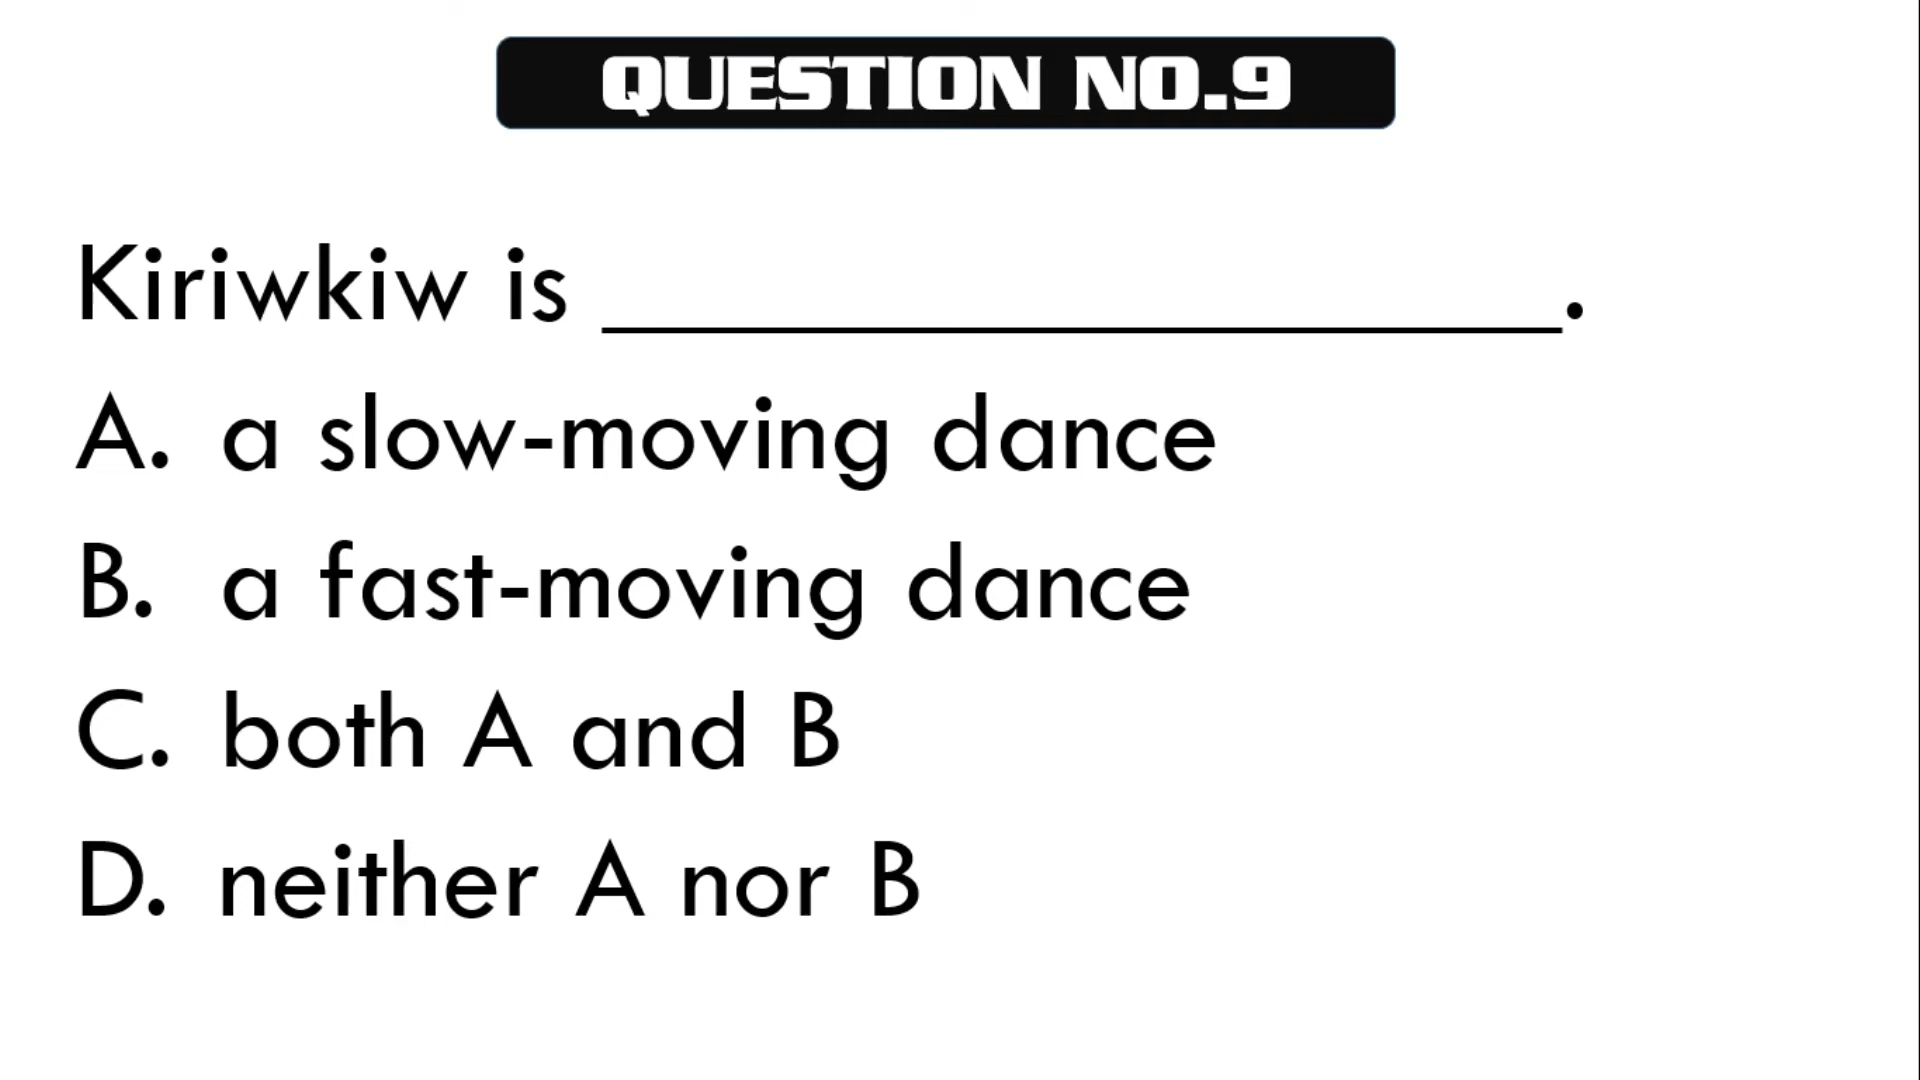 QUESTION NO.9
Kiriwkiw is ____________________.
A. a slow-moving dance
B. a fast-moving dance
C. both A and B
D. neither A nor B